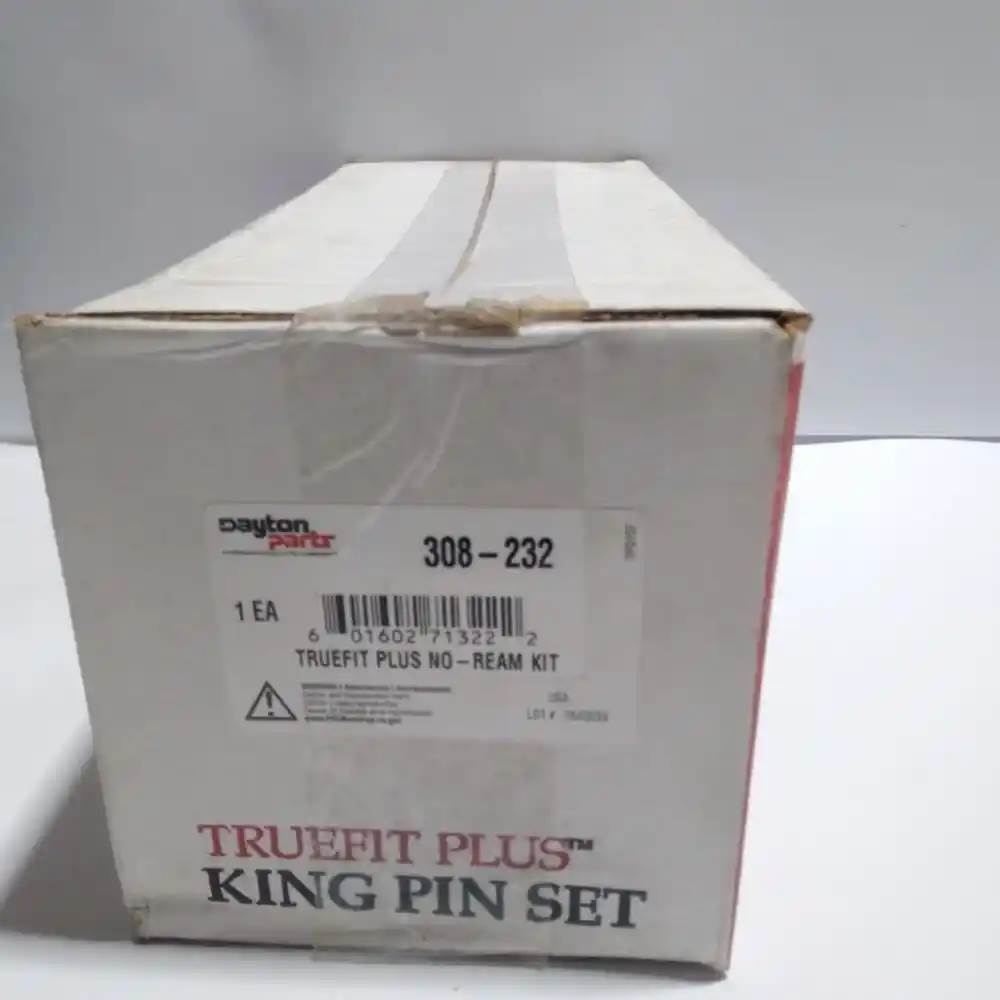 Dayton
parts
308-232
1 EA
6 01602 71322 2
TRUEFIT PLUS NO-REAM KIT
USA
LOT #
TRUEFIT PLUS™
KING PIN SET